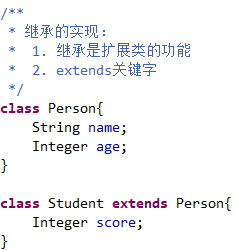 /**
 * 继承的实现：
 *  1. 继承是扩展类的功能
 *  2. extends关键字
 */
class Person{
    String name;
    Integer age;
}
class Student extends Person{
    Integer score;
}